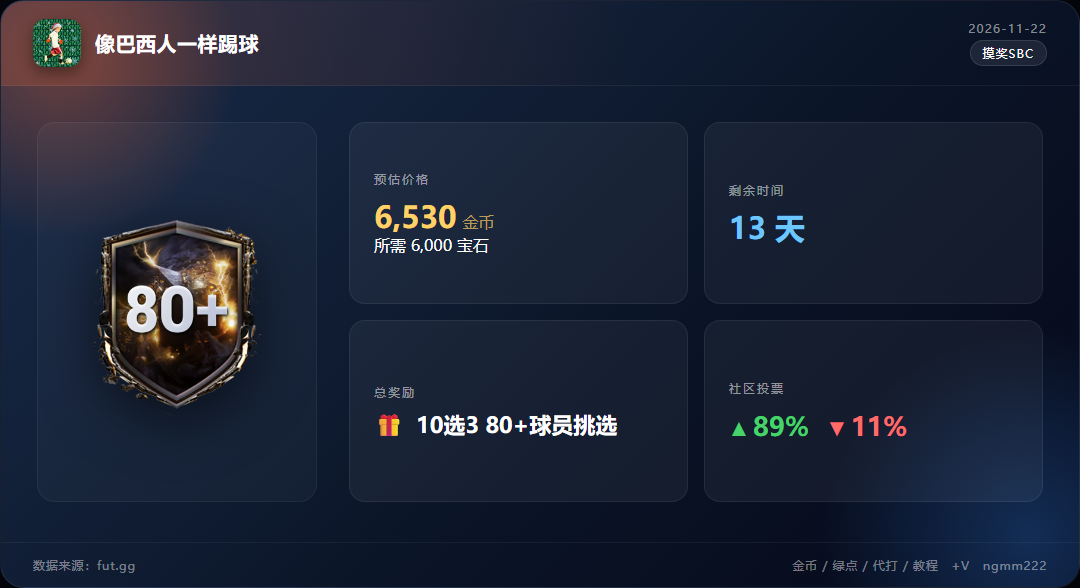 像巴西人一样踢球
2026-11-22
摸奖SBC
80+
预估价格
6,530 金币
所需 6,000 宝石
剩余时间
13 天
总奖励
10选3 80+球员挑选
社区投票
▲89% ▼11%
数据来源：fut.gg
金币 / 绿点 / 代打 / 教程 +V ngmm222